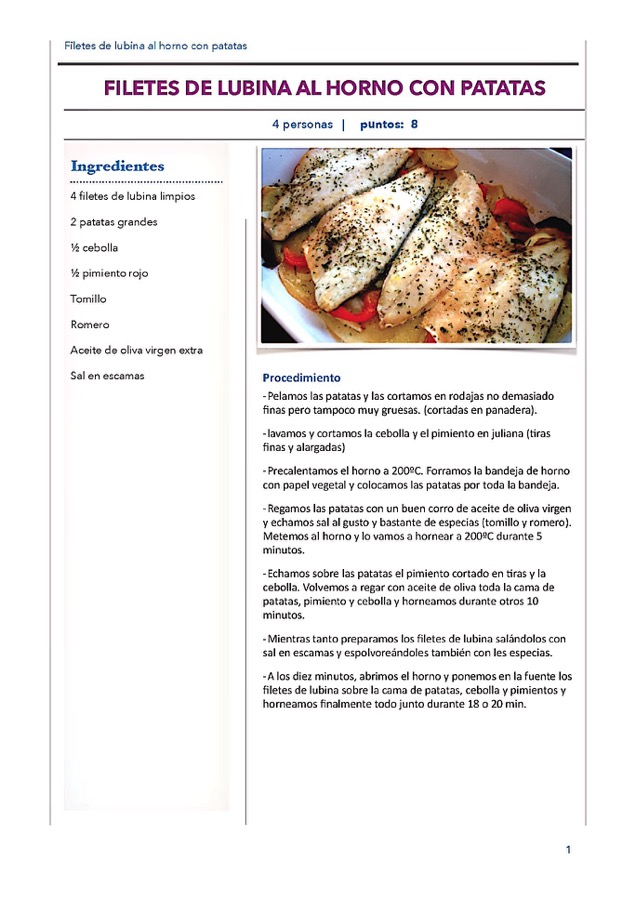 Filetes de lubina al horno con patatas
FILETES DE LUBINA AL HORNO CON PATATAS
4 personas | puntos: 8
Ingredientes
4 filetes de lubina limpios
2 patatas grandes
½ cebolla
½ pimiento rojo
Tomillo
Romero
Aceite de oliva virgen extra
Sal en escamas
Procedimiento
-Pelamos las patatas y las cortamos en rodajas no demasiado
finas pero tampoco muy gruesas. (cortadas en panadera).
-lavamos y cortamos la cebolla y el pimiento en juliana (tiras
finas y alargadas)
-Precalentamos el horno a 200ºC. Forramos la bandeja de horno
con papel vegetal y colocamos las patatas por toda la bandeja.
-Regamos las patatas con un buen corro de aceite de oliva virgen
y echamos sal al gusto y bastante de especias (tomillo y romero).
Metemos al horno y lo vamos a hornear a 200ºC durante 5
minutos.
-Echamos sobre las patatas el pimiento cortado en tiras y la
cebolla. Volvemos a regar con aceite de oliva toda la cama de
patatas, pimiento y cebolla y horneamos durante otros 10
minutos.
-Mientras tanto preparamos los filetes de lubina salándolos con
sal en escamas y espolvoreándoles también con les especias.
-A los diez minutos, abrimos el horno y ponemos en la fuente los
filetes de lubina sobre la cama de patatas, cebolla y pimientos y
horneamos finalmente todo junto durante 18 o 20 min.
1